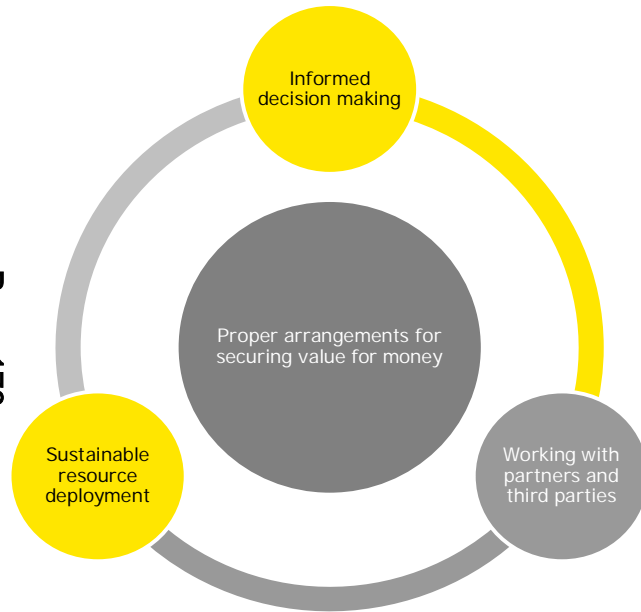 Informed
decision making
Proper arrangements for
securing value for money
Sustainable
resource
deployment
Working with
partners and
third parties